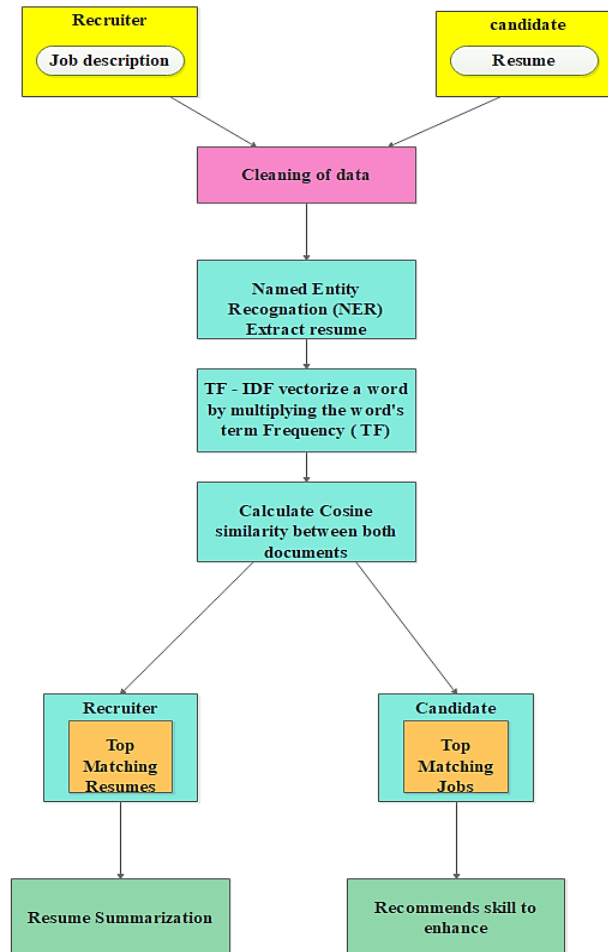 Recruiter
Job description
candidate
Resume
Cleaning of data
Named Entity
Recognation (NER)
Extract resume
TF - IDF vectorize a word
by multiplying the word's
term Frequency ( TF)
Calculate Cosine
similarity between both
documents
Recruiter
Top
Matching
Resumes
Candidate
Top
Matching
Jobs
Resume Summarization
Recommends skill to
enhance